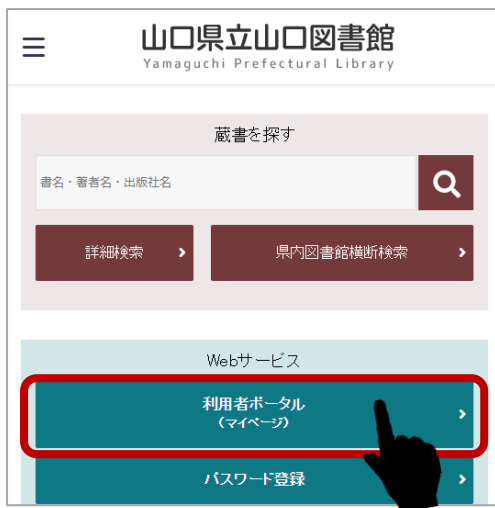 山口県立山口図書館
Yamaguchi Prefectural Library
蔵書を探す
書名・著者名・出版社名
詳細検索
県内図書館横断検索
Webサービス
利用者ポータル
（マイページ）
パスワード登録